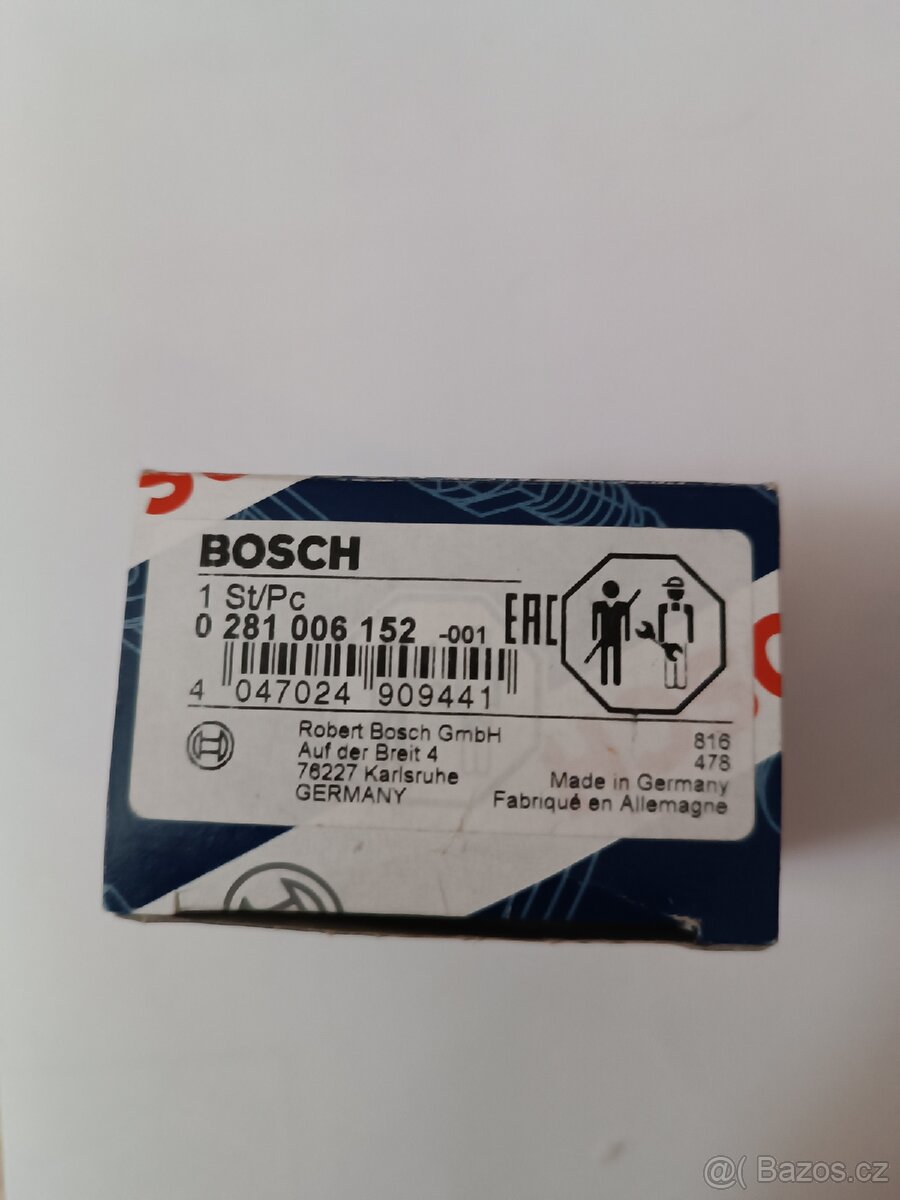 BOSCH
1 St/Pc
0 281 006 152 -001 EAC
4 047024 909441
Robert Bosch GmbH
Auf der Breit 4
76227 Karlsruhe
GERMANY
816
478
Made in Germany
Fabriqué en Allemagne
@( Bazos.cz